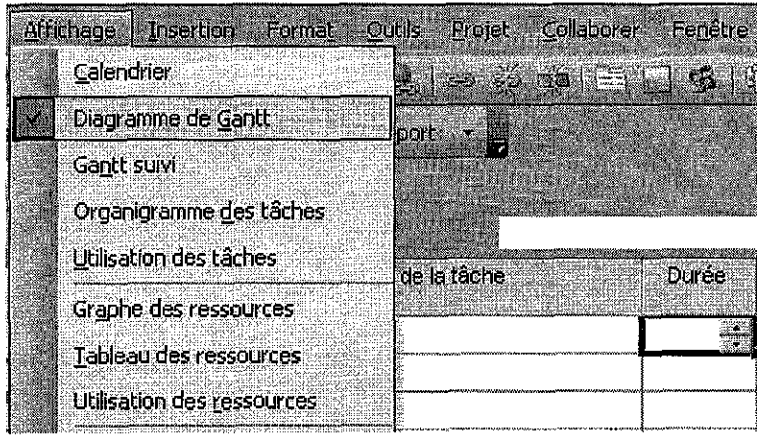 Affichage Insertion Format Outils Projet Collaborer Fenêtre
Calendrier
Diagramme de Gantt
port
Gantt suivi
Organigramme des tâches
Utilisation des tâches
de la tâche Durée
Graphe des ressources
Tableau des ressources
Utilisation des ressources